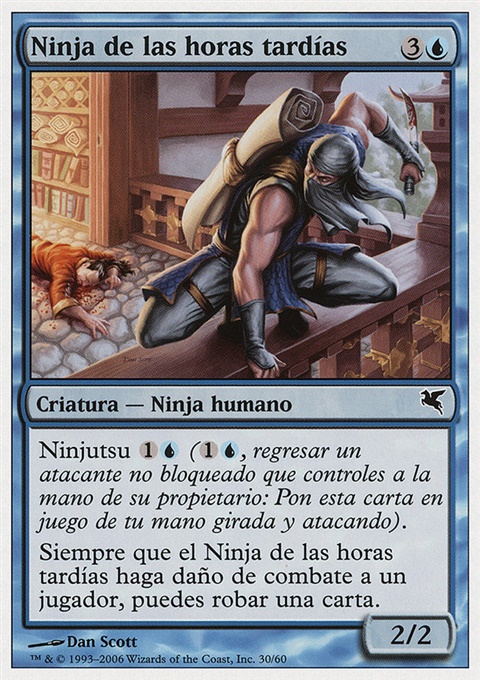 Ninja de las horas tardías 3
Criatura — Ninja humano
Ninjutsu 1 (1, regresar un
atacante no bloqueado que controles a la
mano de su propietario: Pon esta carta en
juego de tu mano girada y atacando).
Siempre que el Ninja de las horas
tardías haga daño de combate a un
jugador, puedes robar una carta.
2/2
Dan Scott
™ & © 1993–2006 Wizards of the Coast, Inc. 30/60